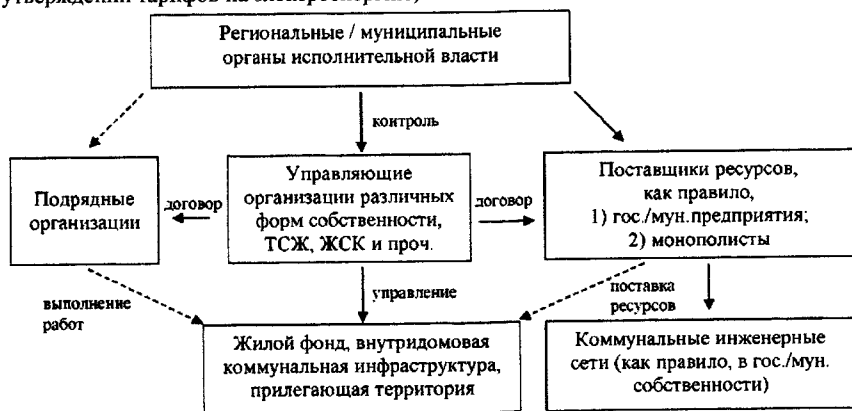 утверждении тарифов на электроэнергию)
Региональные / муниципальные
органы исполнительной власти
контроль
Подрядные
организации
договор
Управляющие
организации различных
форм собственности,
ТСЖ, ЖСК и проч.
договор
Поставщики ресурсов,
как правило,
1) гос./мун.предприятия;
2) монополисты
выполнение
работ
управление
поставка
ресурсов
Жилой фонд, внутридомовая
коммунальная инфраструктура,
прилегающая территория
Коммунальные инженерные
сети (как правило, в гос./мун.
собственности)